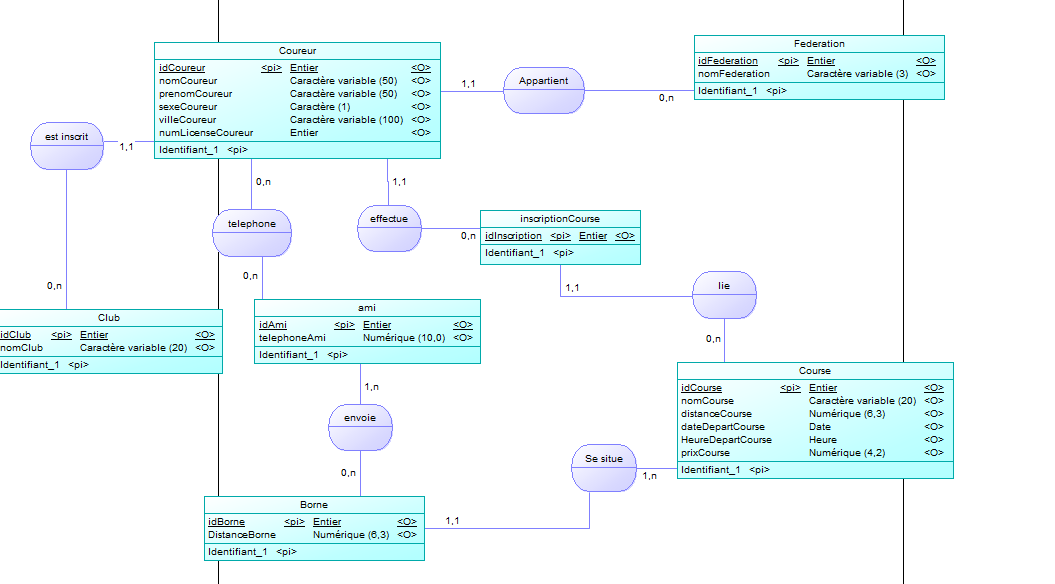 Coureur
idCoureur <pi> Entier <O>
nomCoureur Caractère variable (50) <O>
prenomCoureur Caractère variable (50) <O>
sexeCoureur Caractère (1) <O>
villeCoureur Caractère variable (100) <O>
numLicenseCoureur Entier <O>
Identifiant_1 <pi>
1,1
Appartient
0,n
Federation
idFederation <pi> Entier <O>
nomFederation Caractère variable (3) <O>
Identifiant_1 <pi>
est inscrit
1,1
0,n
telephone
0,n
1,1
effectue
0,n
inscriptionCourse
idInscription <pi> Entier <O>
Identifiant_1 <pi>
1,1
lie
0,n
0,n
Club
idClub <pi> Entier <O>
nomClub Caractère variable (20) <O>
Identifiant_1 <pi>
ami
idAmi <pi> Entier <O>
telephoneAmi Numérique (10,0) <O>
Identifiant_1 <pi>
1,n
envoie
0,n
Course
idCourse <pi> Entier <O>
nomCourse Caractère variable (20) <O>
distanceCourse Numérique (6,3) <O>
dateDepartCourse Date <O>
HeureDepartCourse Heure <O>
prixCourse Numérique (4,2) <O>
Identifiant_1 <pi>
Se situe
1,n
1,1
Borne
idBorne <pi> Entier <O>
DistanceBorne Numérique (6,3) <O>
Identifiant_1 <pi>